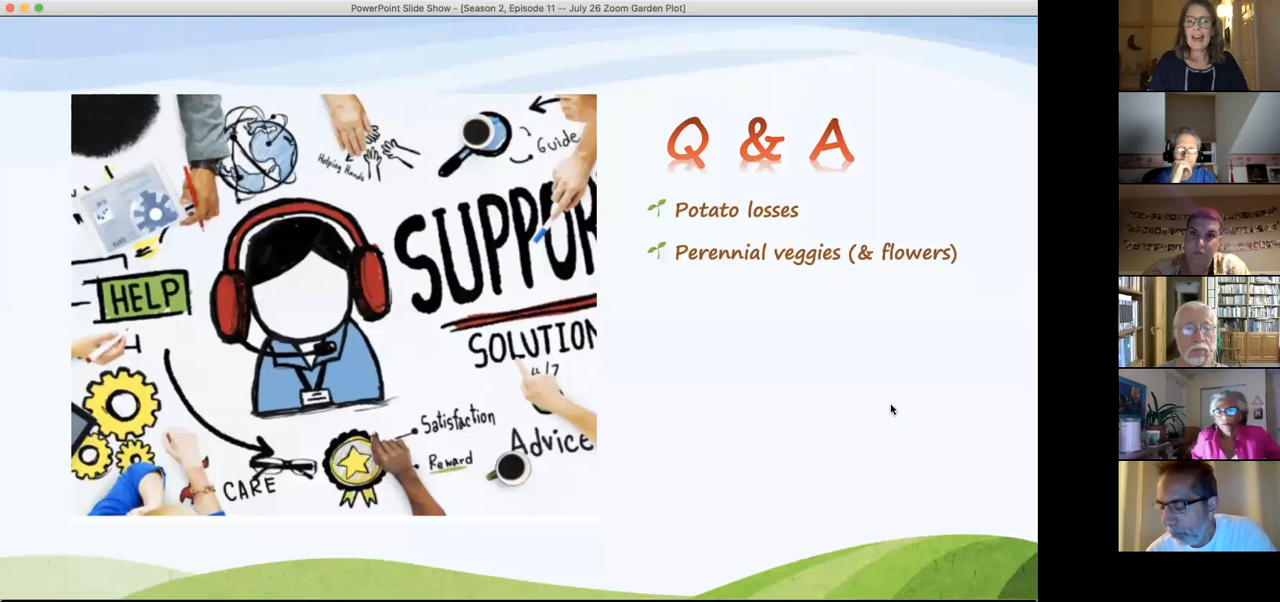 PowerPoint Slide Show - [Season 2, Episode 11 -- July 26 Zoom Garden Plot]
Q & A
Potato losses
Perennial veggies (& flowers)
Helping Hands
Guide
SUPPOR
HELP
SOLUTION
Satisfaction
Reward
Advice
CARE